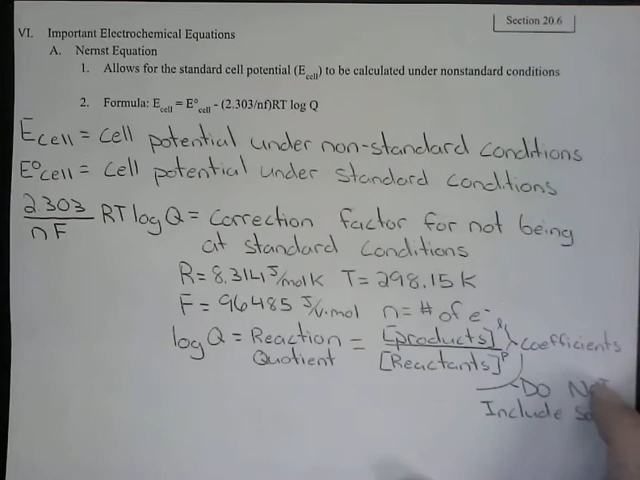 Section 20.6
VI. Important Electrochemical Equations
A. Nernst Equation
1. Allows for the standard cell potential (Ecell) to be calculated under nonstandard conditions
2. Formula: Ecell = E°cell - (2.303/nf)RT log Q
Ecell = cell potential under non-standard conditions
E°cell = cell potential under standard conditions
2303/nF RT log Q = Correction factor for not being
at standard conditions
R = 8.314 J/mol K T = 298.15 K
F = 96485 J/V·mol n = # of e-
log Q = Reaction Quotient = [products] / [Reactants] coefficients
Do
Include